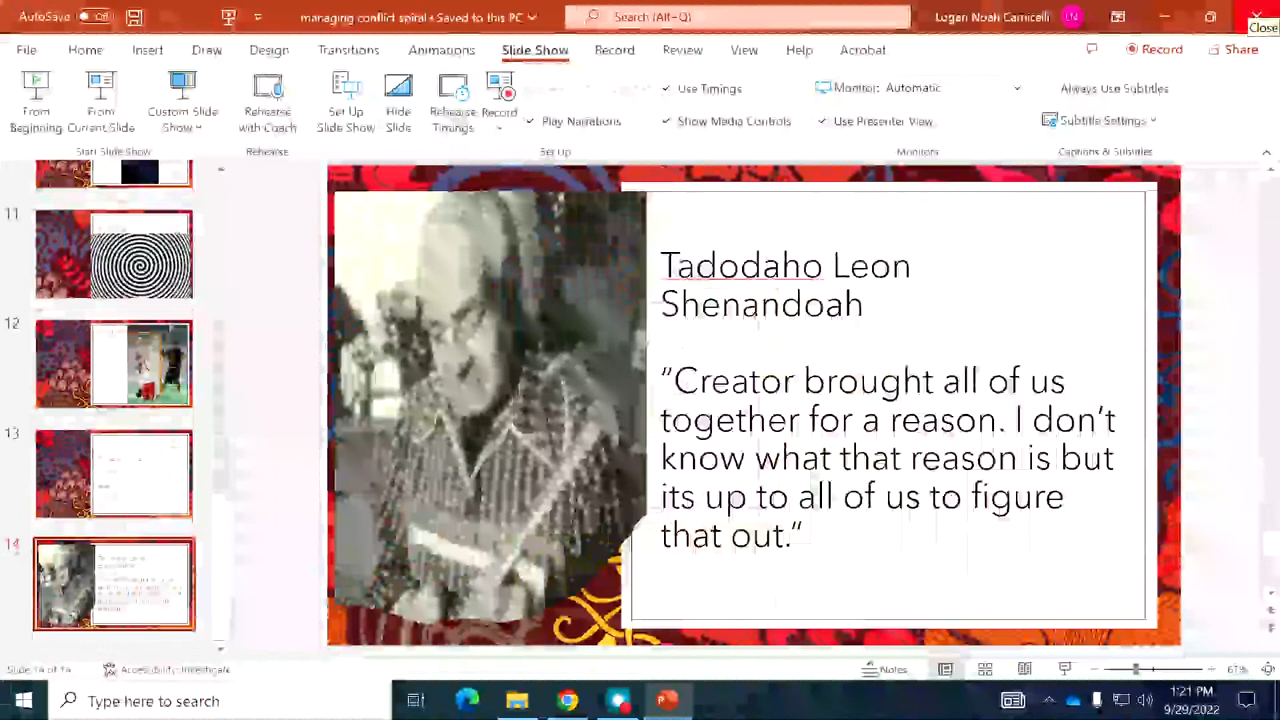 AutoSave Off managing conflict spiral • Saved to this PC Search (Alt+Q) Logan Noah Camicelli
Close
File Home Insert Draw Design Transitions Animations Slide Show Record Review View Help Acrobat Record Share
From Beginning
From Current Slide
Custom Slide Show
Rehearse with Coach
Set Up Slide Show
Hide Slide
Rehearse Timings
Record
Play Narrations
Use Timings
Show Media Controls
Monitor: Automatic
Use Presenter View
Always Use Subtitles
Subtitle Settings
Start Slide Show Rehearse Set Up Monitors Captions & Subtitles
11
12
13
14
Tadodaho Leon
Shenandoah
“Creator brought all of us
together for a reason. I don’t
know what that reason is but
its up to all of us to figure
that out.“
Slide 14 of 14 Accessibility: Investigate Notes 61%
Type here to search
1:21 PM
9/29/2022